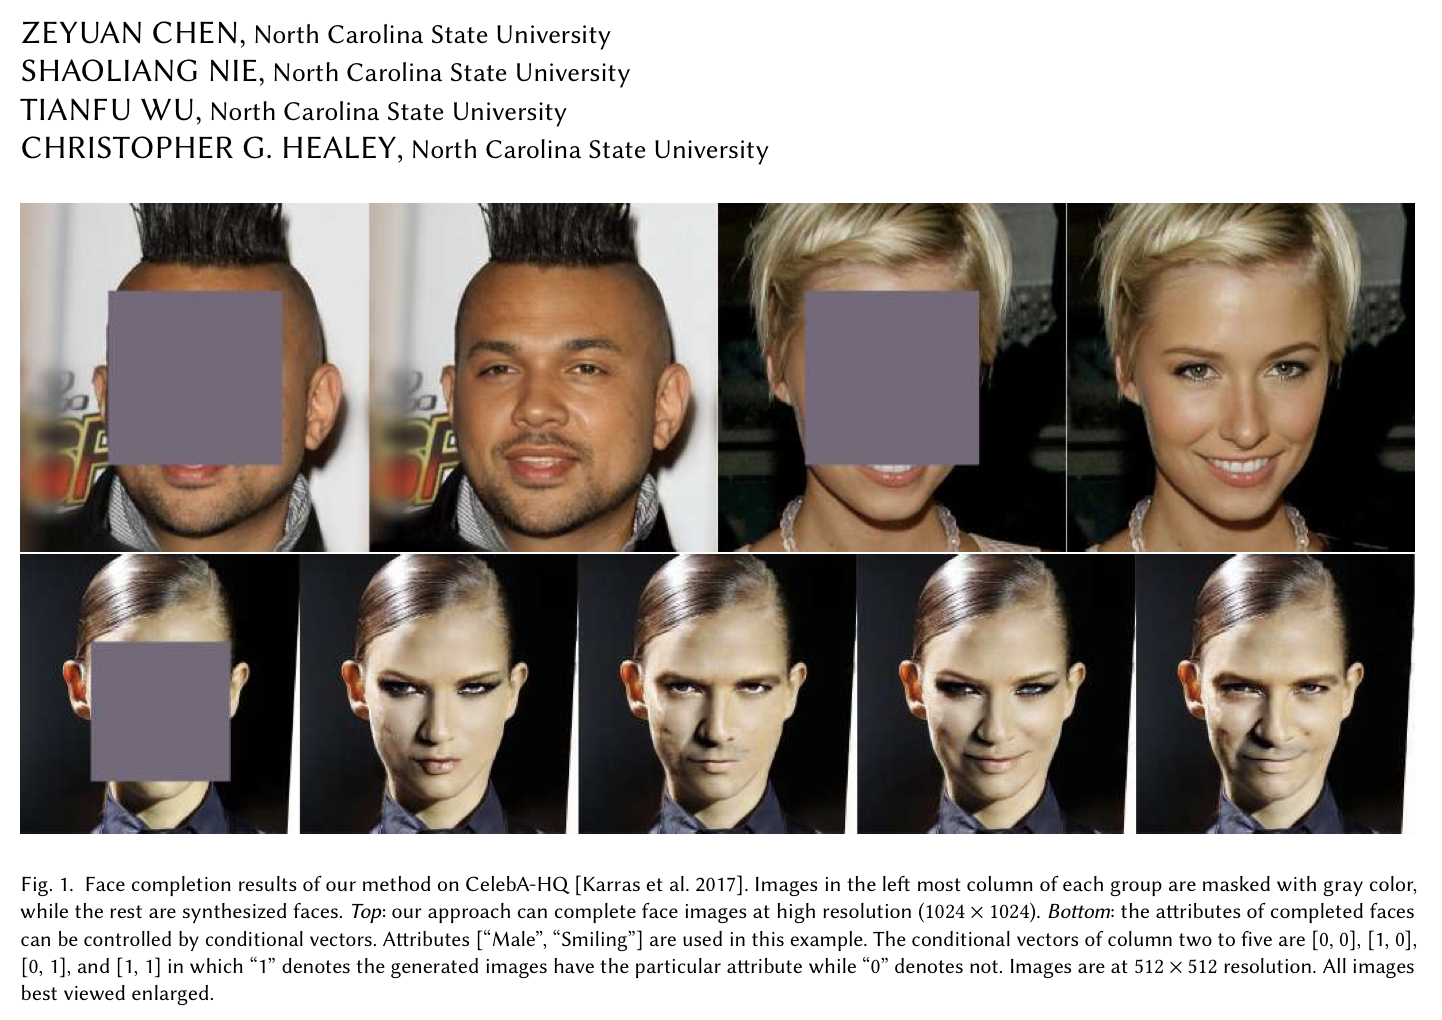 ZEYUAN CHEN, North Carolina State University
SHAOLIANG NIE, North Carolina State University
TIANFU WU, North Carolina State University
CHRISTOPHER G. HEALEY, North Carolina State University
Fig. 1. Face completion results of our method on CelebA-HQ [Karras et al. 2017]. Images in the left most column of each group are masked with gray color,
while the rest are synthesized faces. Top: our approach can complete face images at high resolution (1024 × 1024). Bottom: the attributes of completed faces
can be controlled by conditional vectors. Attributes [“Male”, “Smiling”] are used in this example. The conditional vectors of column two to five are [0, 0], [1, 0],
[0, 1], and [1, 1] in which “1” denotes the generated images have the particular attribute while “0” denotes not. Images are at 512 × 512 resolution. All images
best viewed enlarged.